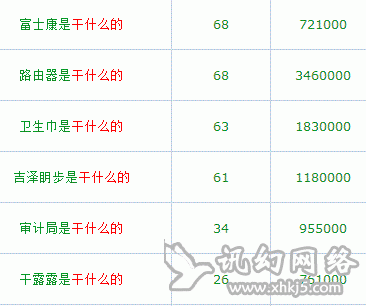 富士康是干什么的 68 721000
路由器是干什么的 68 3460000
卫生巾是干什么的 63 1830000
吉泽明步是干什么的 61 1180000
审计局是干什么的 34 955000
干露露是干什么的 26 761000
讯幻网络
www.xhkj5.com